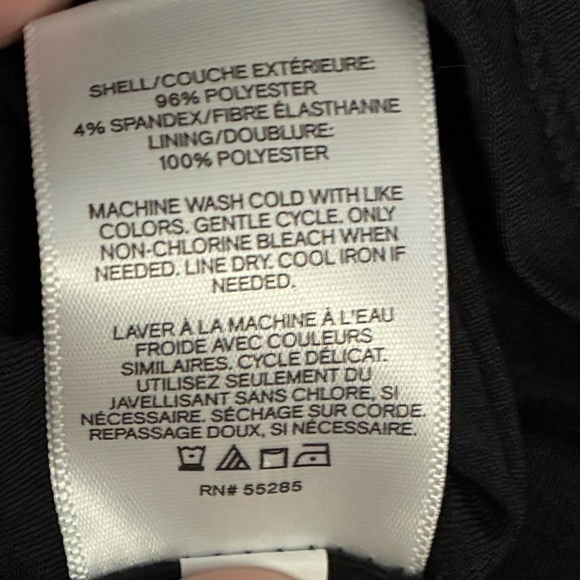 SHELL/COUCHE EXTÉRIEURE:
96% POLYESTER
4% SPANDEX/FIBRE ÉLASTHANNE
LINING/DOUBLURE:
100% POLYESTER
MACHINE WASH COLD WITH LIKE
COLORS. GENTLE CYCLE. ONLY
NON-CHLORINE BLEACH WHEN
NEEDED. LINE DRY. COOL IRON IF
NEEDED.
LAVER À LA MACHINE À L'EAU
FROIDE AVEC COULEURS
SIMILAIRES. CYCLE DÉLICAT.
UTILISEZ SEULEMENT DU
JAVELLISANT SANS CHLORE, SI
NÉCESSAIRE. SÉCHAGE SUR CORDE.
REPASSAGE DOUX, SI NÉCESSAIRE.
RN# 55285